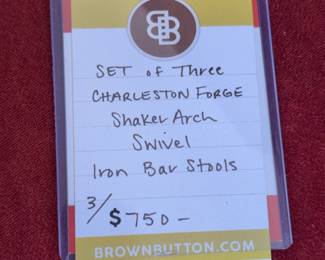 BB
SET of Three
CHARLESTON FORGE
Shaker Arch
Swivel
Iron Bar Stools
3/ $750-
BROWNBUTTON.COM